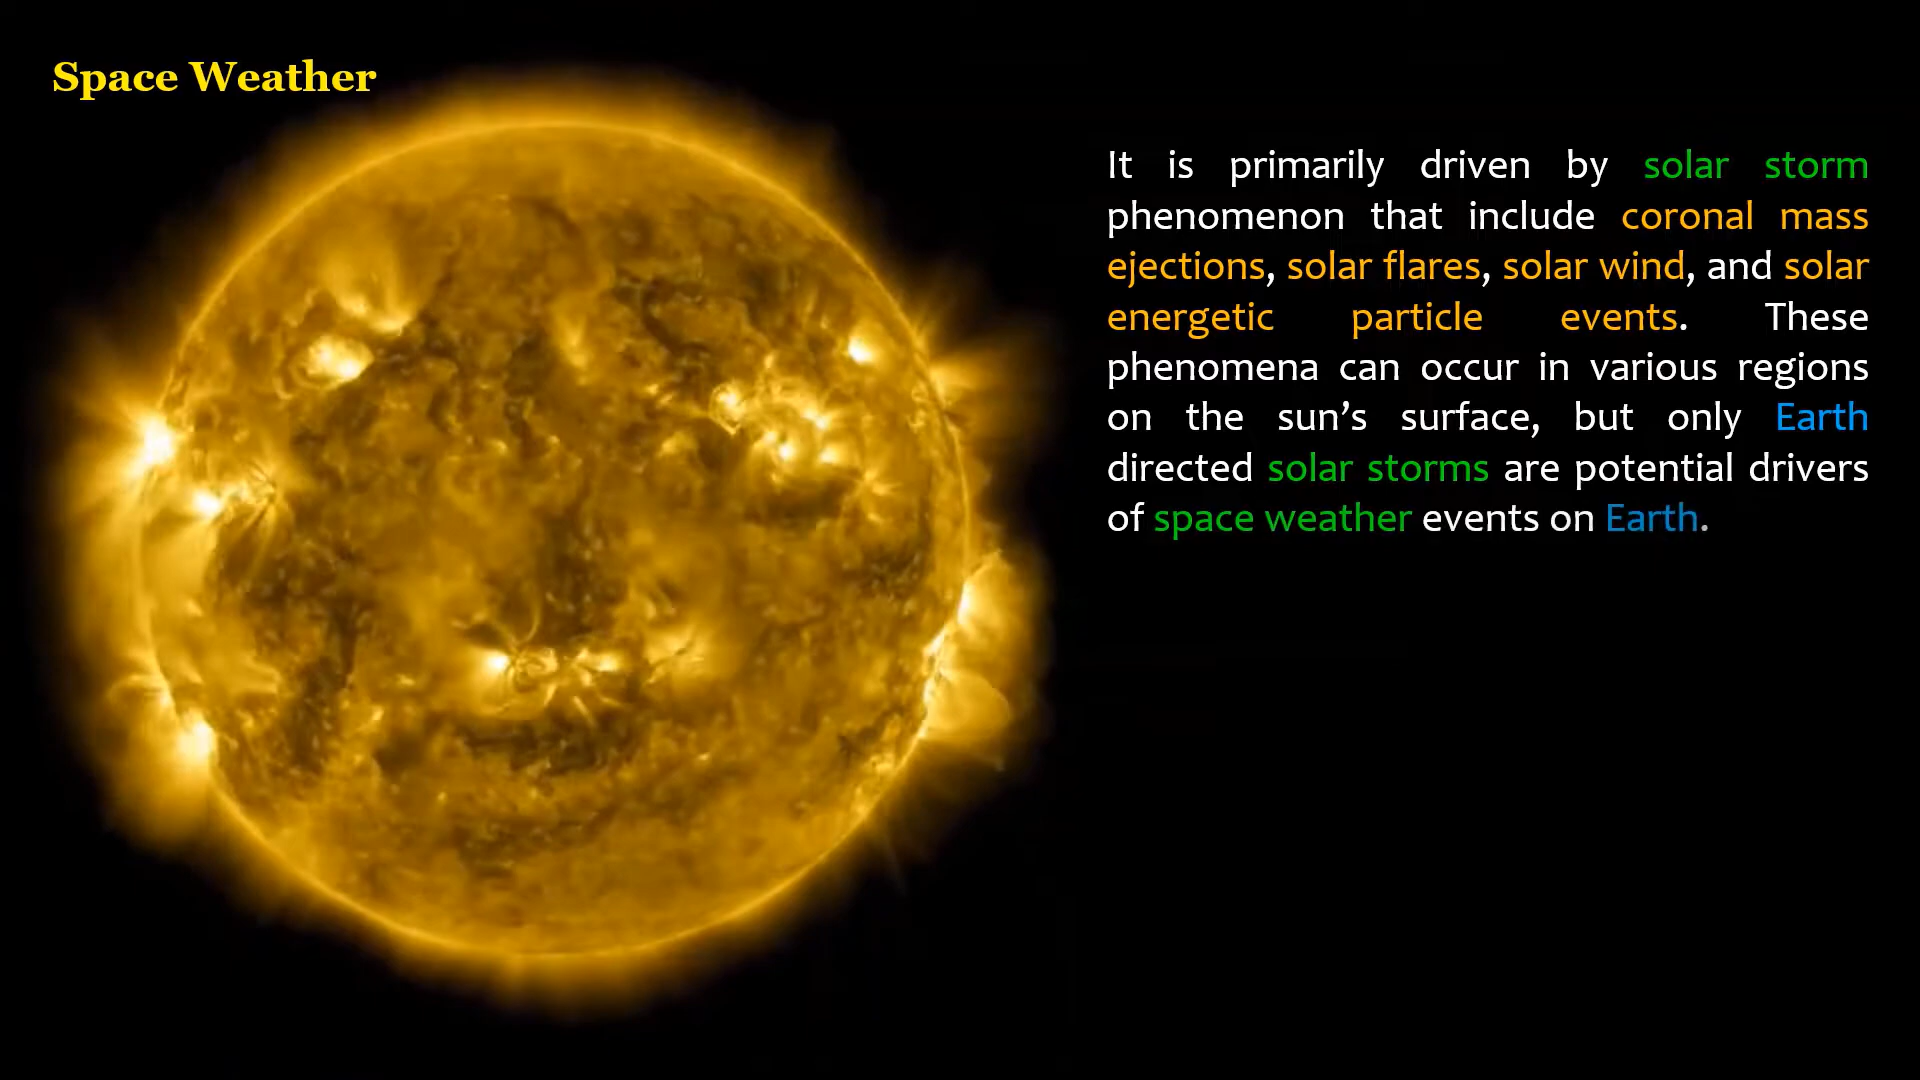 Space Weather
It is primarily driven by solar storm
phenomenon that include coronal mass
ejections, solar flares, solar wind, and solar
energetic particle events. These
phenomena can occur in various regions
on the sun’s surface, but only Earth
directed solar storms are potential drivers
of space weather events on Earth.